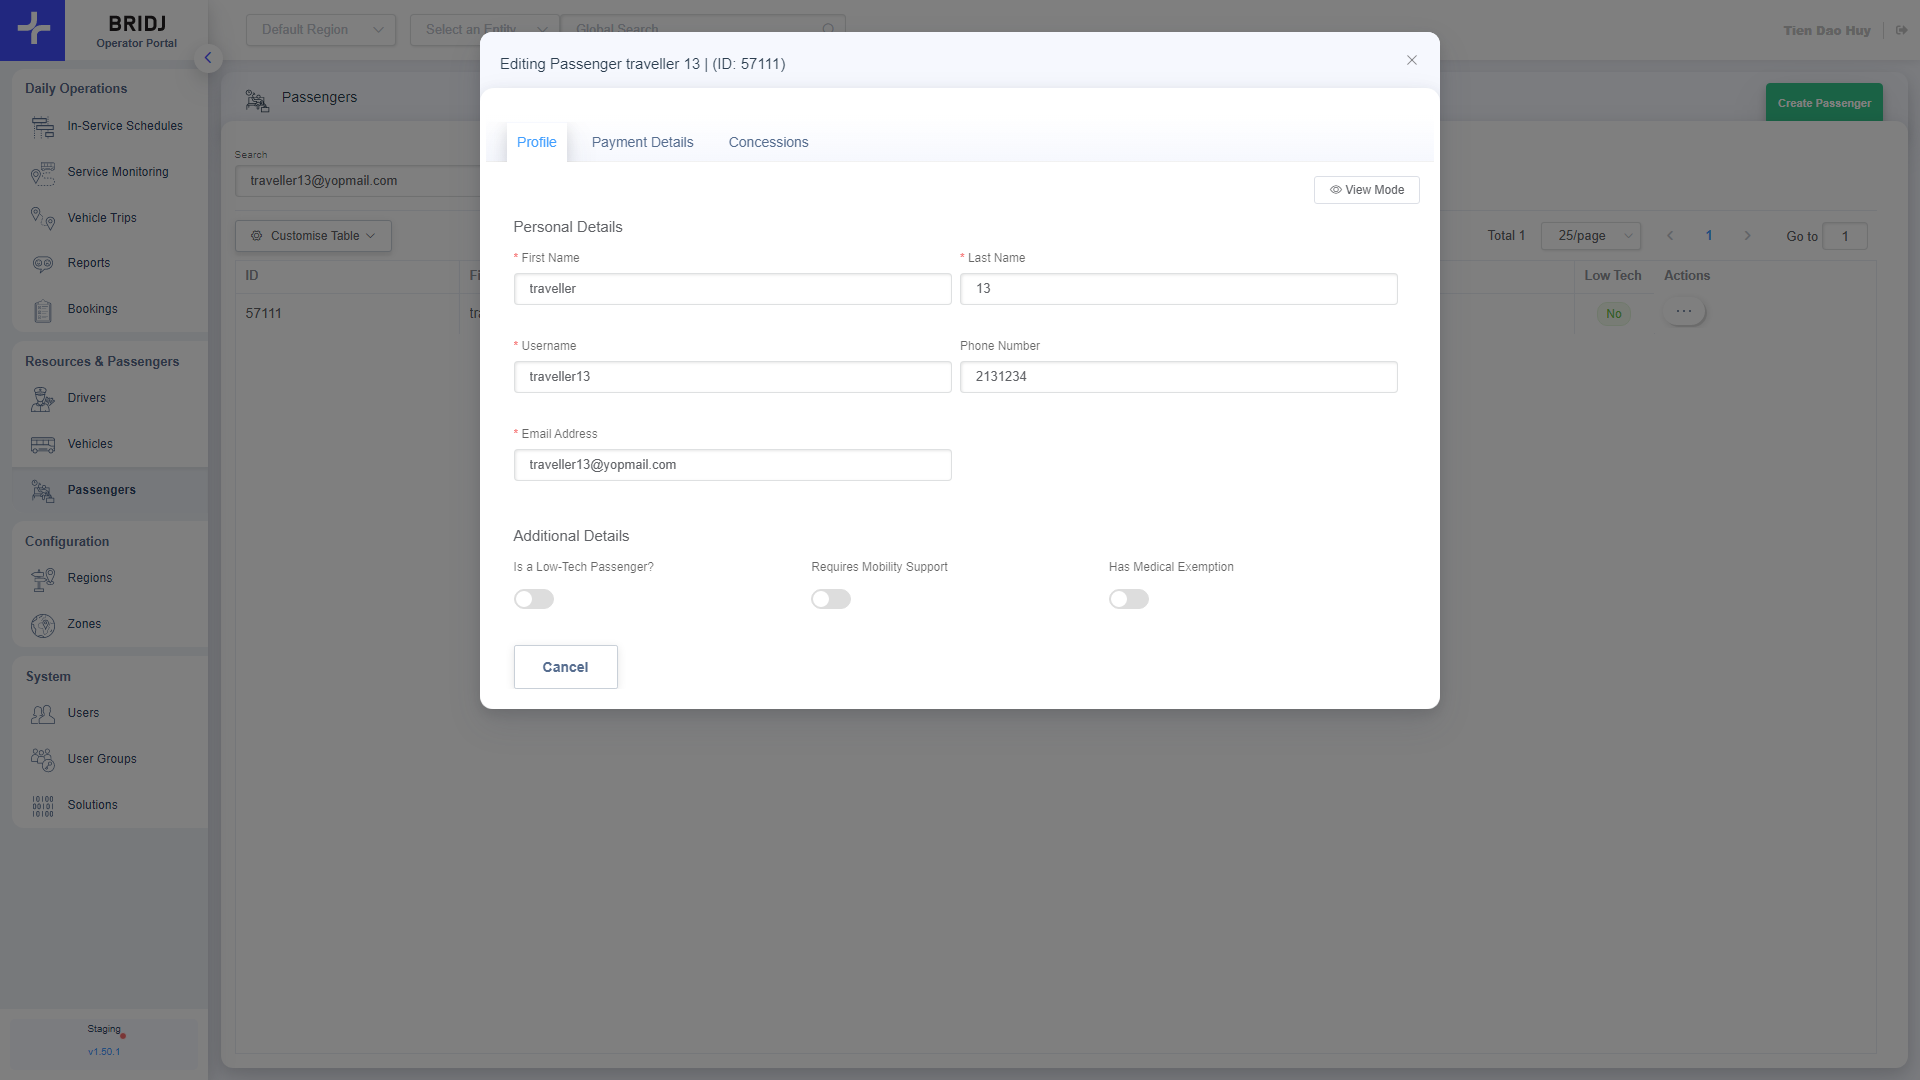 BRIDJ
Operator Portal
Default Region
Select an Entity
Global Search
Tien Dao Huy
Daily Operations
In-Service Schedules
Service Monitoring
Vehicle Trips
Reports
Bookings
Resources & Passengers
Drivers
Vehicles
Passengers
Configuration
Regions
Zones
System
Users
User Groups
Solutions
Staging
v1.50.1
Passengers
Create Passenger
Search
traveller13@yopmail.com
Customise Table
Total 1
25/page
1
Go to
1
ID
Low Tech
Actions
57111
No
Editing Passenger traveller 13 | (ID: 57111)
Profile
Payment Details
Concessions
View Mode
Personal Details
* First Name
traveller
* Last Name
13
* Username
traveller13
Phone Number
2131234
* Email Address
traveller13@yopmail.com
Additional Details
Is a Low-Tech Passenger?
Requires Mobility Support
Has Medical Exemption
Cancel